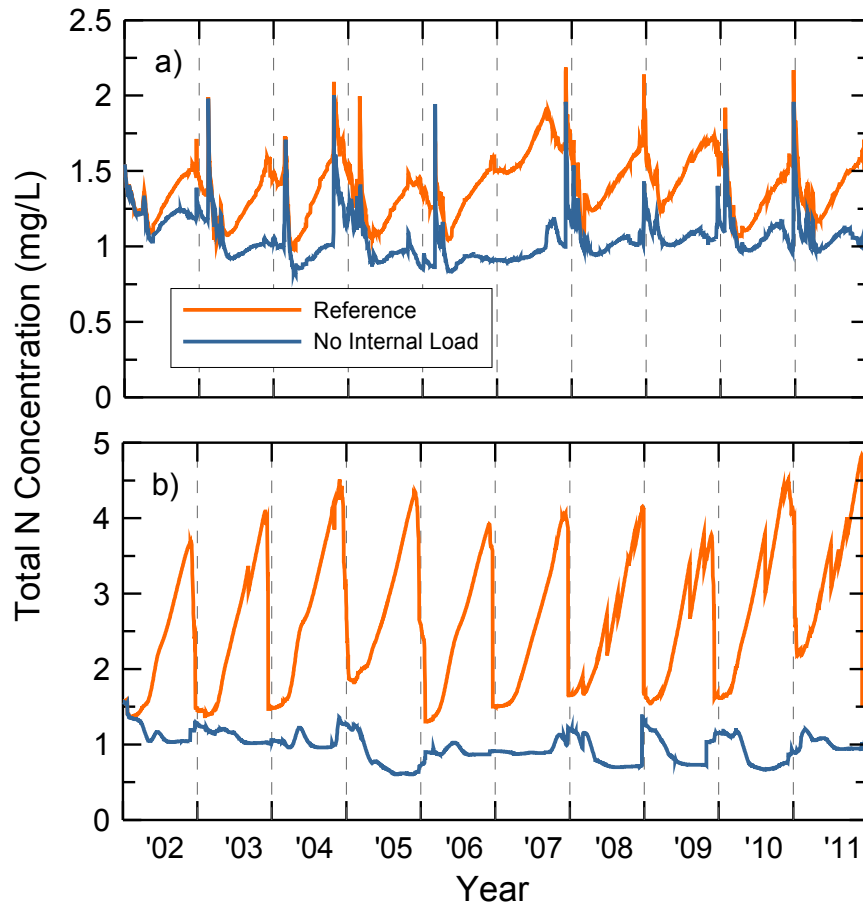 2.5
a)
2
1.5
1
0.5
0
Reference
No Internal Load
Total N Concentration (mg/L)
5
b)
4
3
2
1
0
'02 '03 '04 '05 '06 '07 '08 '09 '10 '11
Year